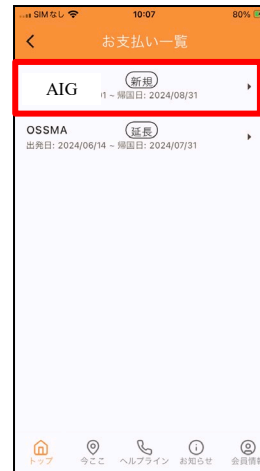 SIMなし 10:07 80%
お支払い一覧
AIG 新規
1 ~ 帰国日: 2024/08/31
OSSMA 延長
出発日: 2024/06/14 ~ 帰国日: 2024/07/31
トップ 今ここ ヘルプライン お知らせ 会員情報